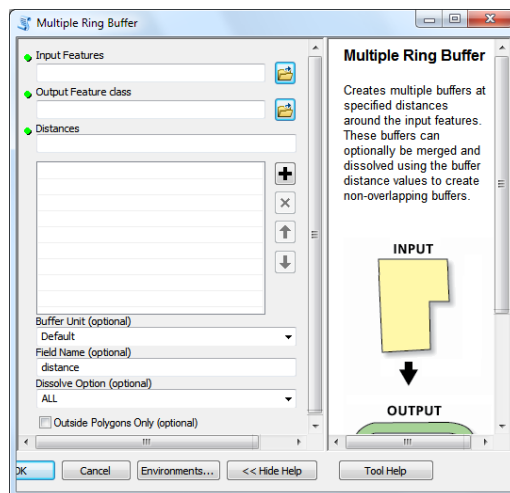 Multiple Ring Buffer
Input Features
Output Feature class
Distances
Buffer Unit (optional)
Default
Field Name (optional)
distance
Dissolve Option (optional)
ALL
Outside Polygons Only (optional)
Multiple Ring Buffer
Creates multiple buffers at
specified distances
around the input features.
These buffers can
optionally be merged and
dissolved using the buffer
distance values to create
non-overlapping buffers.
INPUT
OUTPUT
OK
Cancel
Environments...
<< Hide Help
Tool Help